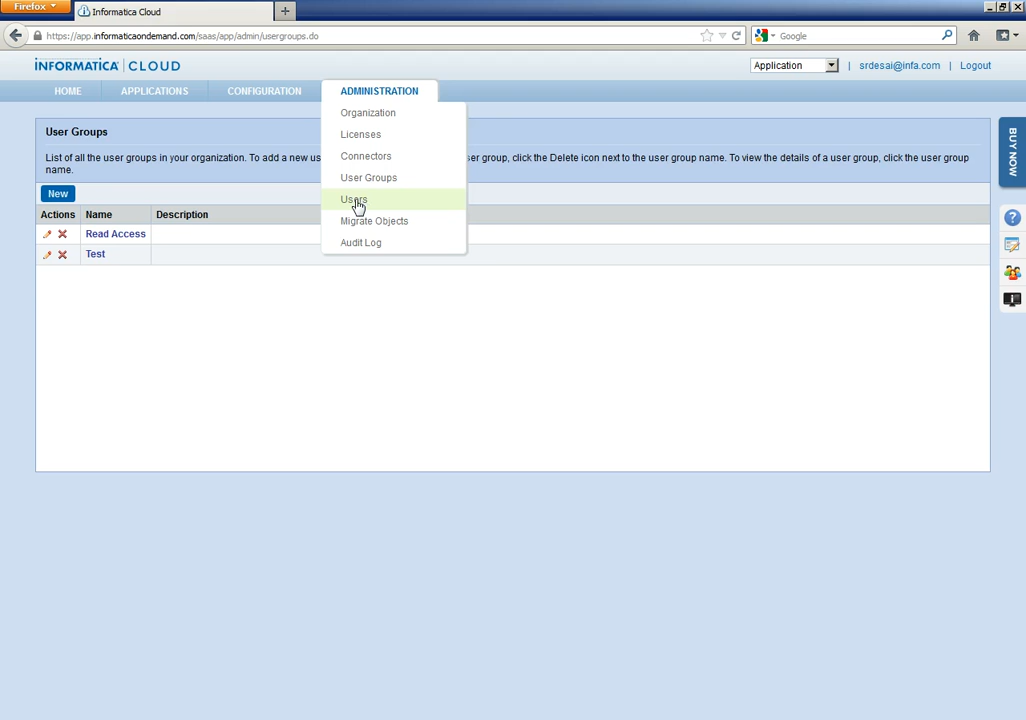 Firefox
Informatica Cloud
https://app.informaticaondemand.com/saas/app/admin/usergroups.do
Google
INFORMATICA | CLOUD
Application
| srdesai@infa.com | Logout
HOME APPLICATIONS CONFIGURATION ADMINISTRATION
Organization
Licenses
Connectors
User Groups
Users
Migrate Objects
Audit Log
User Groups
List of all the user groups in your organization. To add a new us er group, click the Delete icon next to the user group name. To view the details of a user group, click the user group
name.
New
Actions Name Description
Read Access
Test
BUY NOW